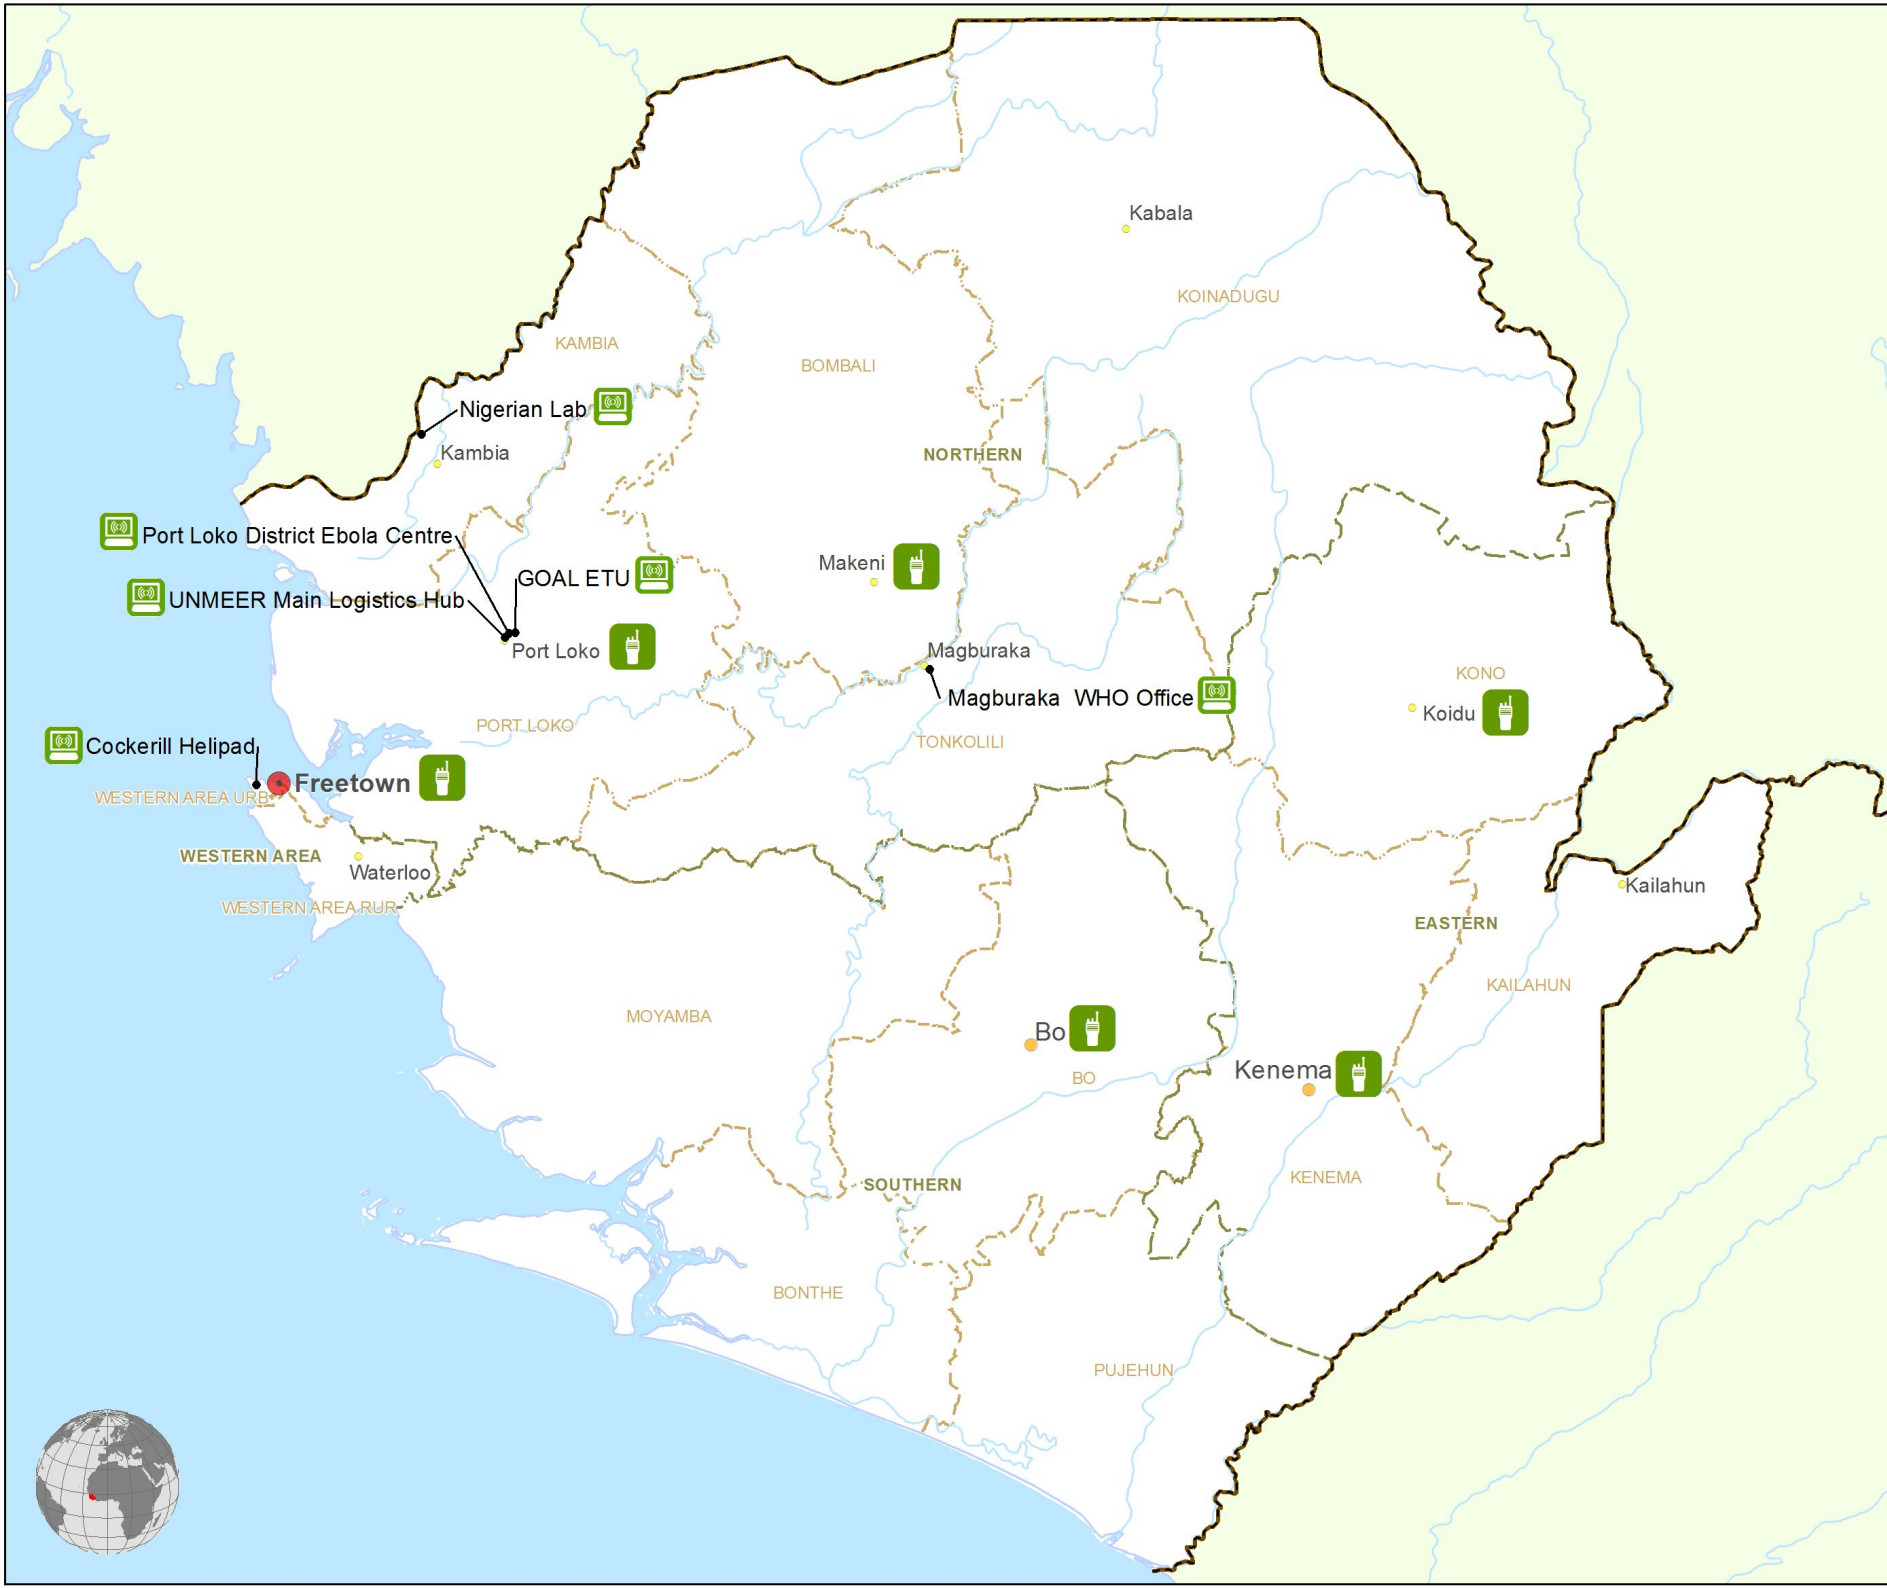 Kabala
KOINADUGU
KAMBIA
BOMBALI
Nigerian Lab
Kambia
NORTHERN
Port Loko District Ebola Centre
Makeni
GOAL ETU
UNMEER Main Logistics Hub
Port Loko
Magburaka
KONO
Magburaka WHO Office
Koidu
PORT LOKO
TONKOLILI
Cockerill Helipad
Freetown
WESTERN AREA URB
WESTERN AREA
Waterloo
Kailahun
WESTERN AREA RUR
EASTERN
KAILAHUN
MOYAMBA
Bo
Kenema
BO
KENEMA
SOUTHERN
BONTHE
PUJEHUN